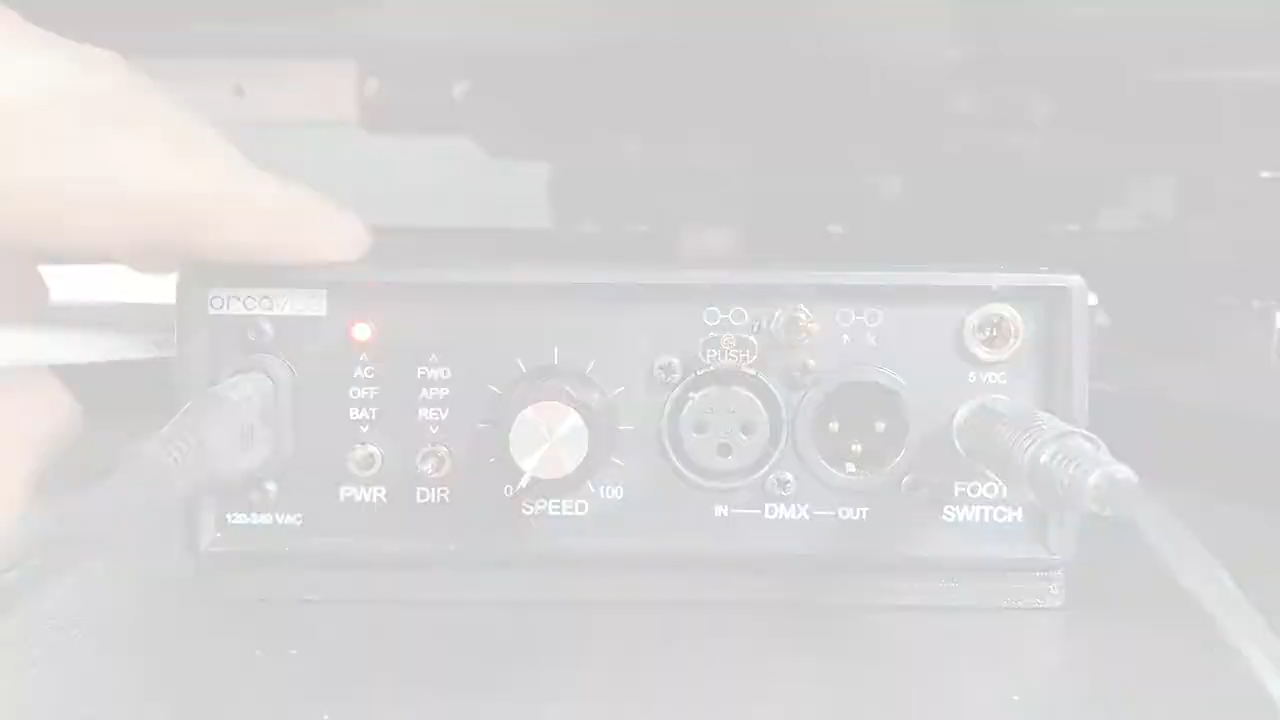 AC
OFF
BAT
PWR
FWD
APP
REV
DIR
0
100
SPEED
PUSH
IN
DMX
OUT
5 VDC
FOOT
SWITCH
120-240 VAC